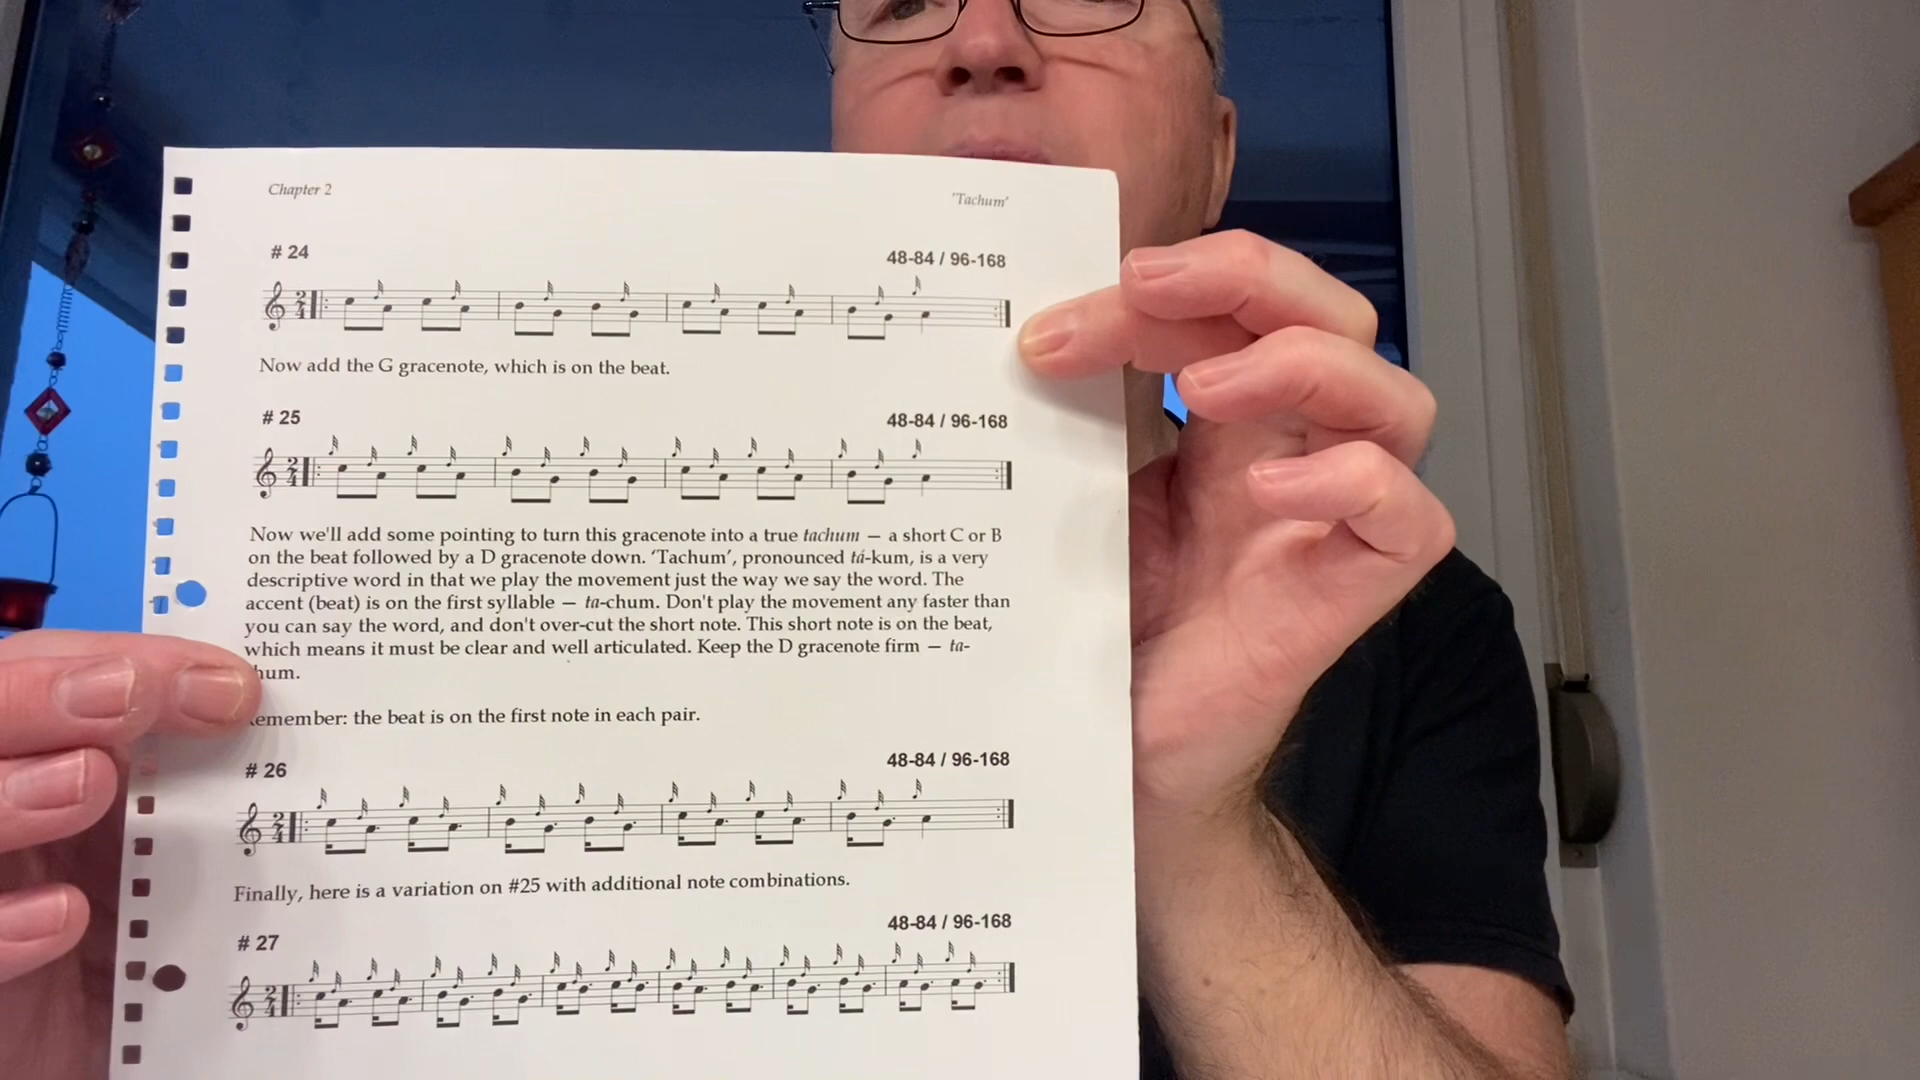 Chapter 2
'Tachum'
# 24
48-84 / 96-168
Now add the G gracenote, which is on the beat.
# 25
48-84 / 96-168
Now we'll add some pointing to turn this gracenote into a true tachum — a short C or B
on the beat followed by a D gracenote down. ‘Tachum’, pronounced tá-kum, is a very
descriptive word in that we play the movement just the way we say the word. The
accent (beat) is on the first syllable — ta-chum. Don't play the movement any faster than
you can say the word, and don't over-cut the short note. This short note is on the beat,
which means it must be clear and well articulated. Keep the D gracenote firm — ta-
hum.
emember: the beat is on the first note in each pair.
# 26
48-84 / 96-168
Finally, here is a variation on #25 with additional note combinations.
# 27
48-84 / 96-168